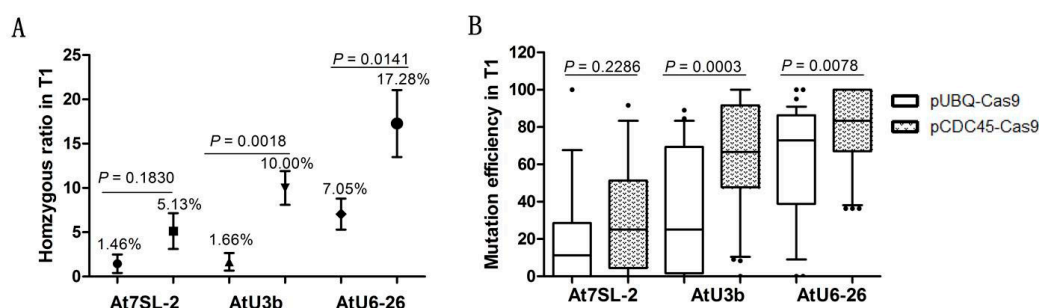 A
Homzygous ratio in T1
25
20
15
10
5
0
P = 0.1830
1.46%
5.13%
P = 0.0018
1.66%
10.00%
P = 0.0141
7.05%
17.28%
At7SL-2
AtU3b
AtU6-26
B
Mutation efficiency in T1
120
100
80
60
40
20
0
P = 0.2286
P = 0.0003
P = 0.0078
At7SL-2
AtU3b
AtU6-26
pUBQ-Cas9
pCDC45-Cas9